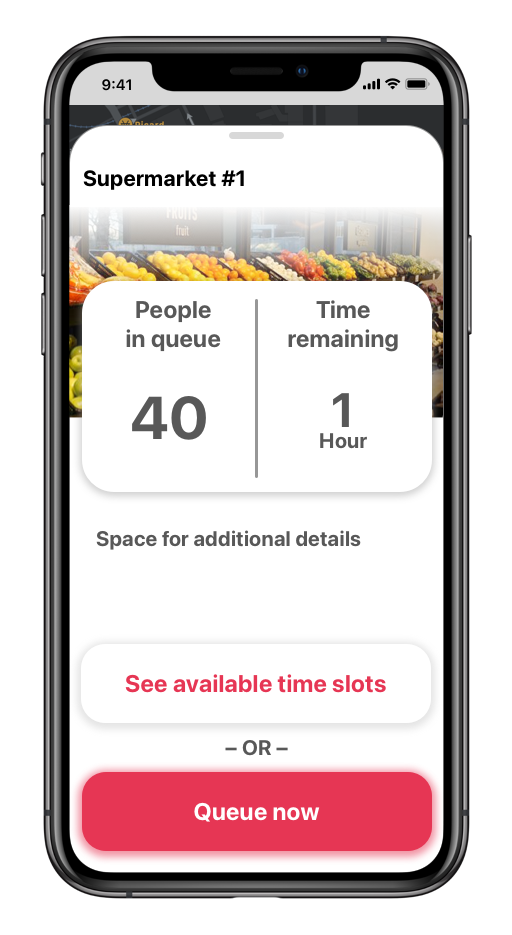 9:41
Picard
Supermarket #1
FRUITS
fruit
People
in queue
Time
remaining
40
1
Hour
Space for additional details
See available time slots
– OR –
Queue now